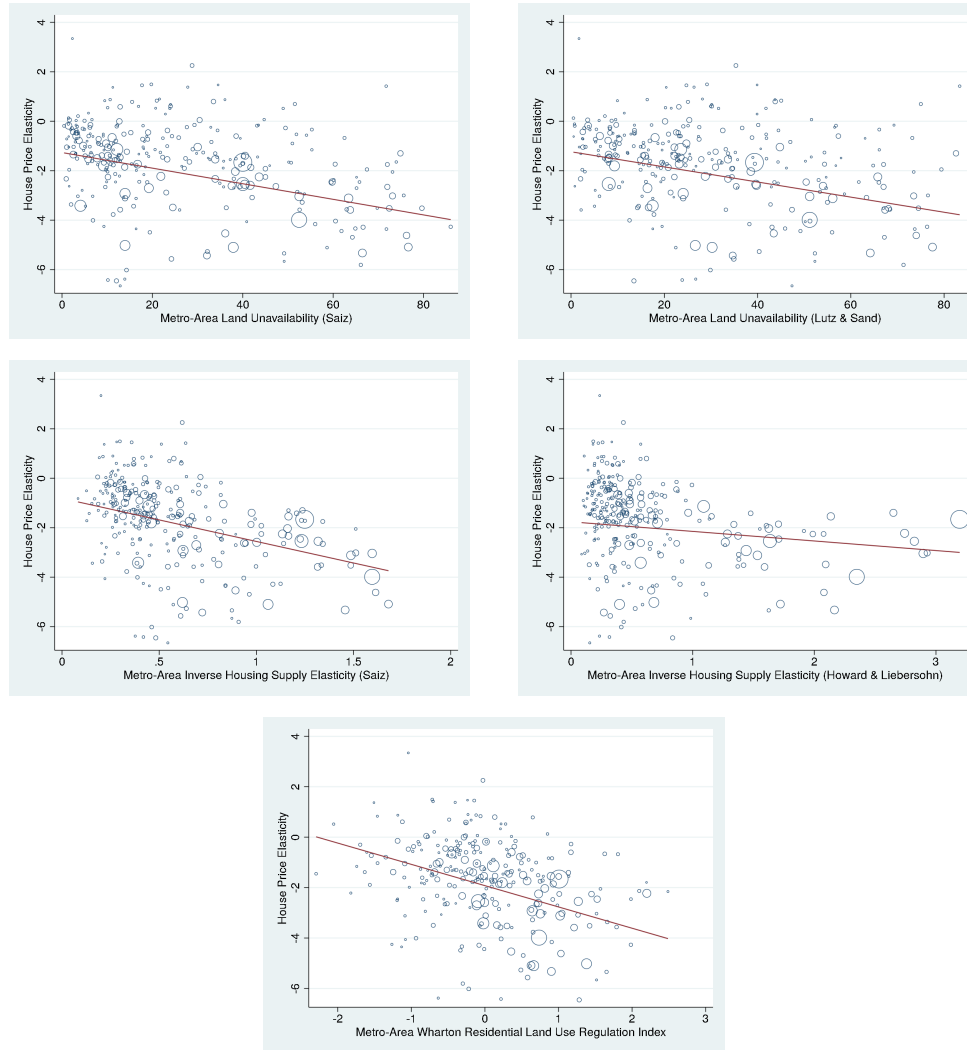 House Price Elasticity
4
2
0
-2
-4
-6
0 20 40 60 80
Metro-Area Land Unavailability (Saiz)
House Price Elasticity
4
2
0
-2
-4
-6
0 20 40 60 80
Metro-Area Land Unavailability (Lutz & Sand)
House Price Elasticity
4
2
0
-2
-4
-6
0 .5 1 1.5 2
Metro-Area Inverse Housing Supply Elasticity (Saiz)
House Price Elasticity
4
2
0
-2
-4
-6
0 1 2 3
Metro-Area Inverse Housing Supply Elasticity (Howard & Liebersohn)
House Price Elasticity
4
2
0
-2
-4
-6
-2 -1 0 1 2 3
Metro-Area Wharton Residential Land Use Regulation Index